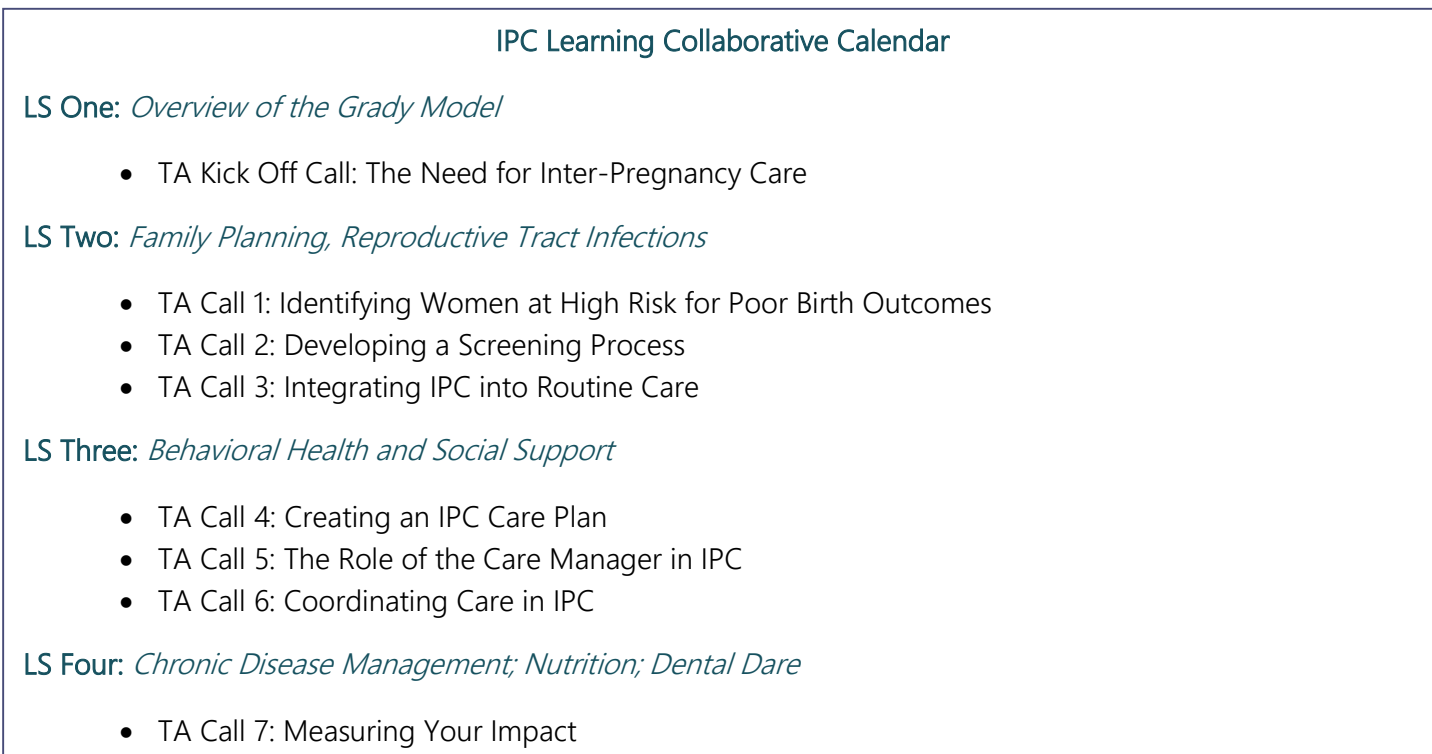 IPC Learning Collaborative Calendar
LS One: Overview of the Grady Model
• TA Kick Off Call: The Need for Inter-Pregnancy Care
LS Two: Family Planning, Reproductive Tract Infections
• TA Call 1: Identifying Women at High Risk for Poor Birth Outcomes
• TA Call 2: Developing a Screening Process
• TA Call 3: Integrating IPC into Routine Care
LS Three: Behavioral Health and Social Support
• TA Call 4: Creating an IPC Care Plan
• TA Call 5: The Role of the Care Manager in IPC
• TA Call 6: Coordinating Care in IPC
LS Four: Chronic Disease Management; Nutrition; Dental Dare
• TA Call 7: Measuring Your Impact